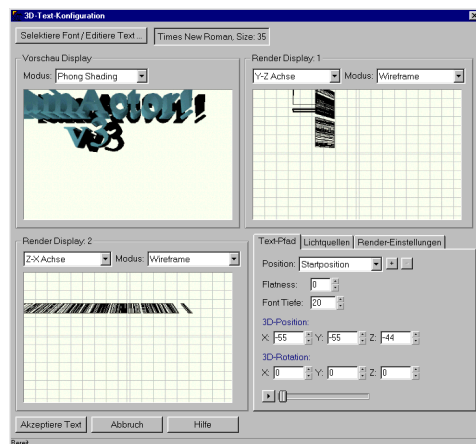 3D-Text-Konfiguration
Selektiere Font / Editiere Text ...
Times New Roman, Size: 35
Vorschau Display
Modus: Phong Shading
Render Display: 1
Y-Z Achse
Modus: Wireframe
v3
Render Display: 2
Z-X Achse
Modus: Wireframe
Text-Pfad
Lichtquellen
Render-Einstellungen
Position: Startposition
+
-
Flatness: 0
Font Tiefe: 20
3D-Position:
X: -55 Y: -55 Z: -44
3D-Rotation:
X: 0 Y: 0 Z: 0
Akzeptiere Text
Abbruch
Hilfe
Bereit